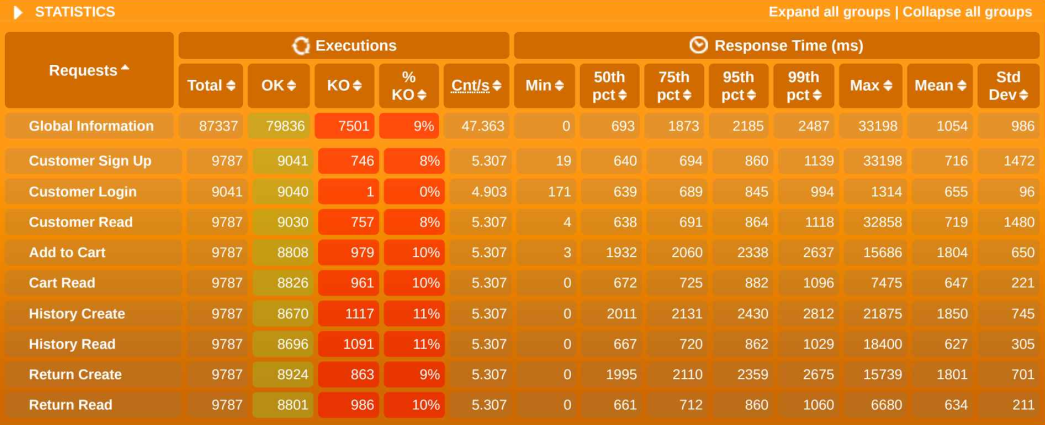 STATISTICS Expand all groups | Collapse all groups
Executions Response Time (ms)
Requests Total OK KO % KO Cnt/s Min 50th pct 75th pct 95th pct 99th pct Max Mean Std Dev
Global Information 87337 79836 7501 9% 47.363 0 693 1873 2185 2487 33198 1054 986
Customer Sign Up 9787 9041 746 8% 5.307 19 640 694 860 1139 33198 716 1472
Customer Login 9041 9040 1 0% 4.903 171 639 689 845 994 1314 655 96
Customer Read 9787 9030 757 8% 5.307 4 638 691 864 1118 32858 719 1480
Add to Cart 9787 8808 979 10% 5.307 3 1932 2060 2338 2637 15686 1804 650
Cart Read 9787 8826 961 10% 5.307 0 672 725 882 1096 7475 647 221
History Create 9787 8670 1117 11% 5.307 0 2011 2131 2430 2812 21875 1850 745
History Read 9787 8696 1091 11% 5.307 0 667 720 862 1029 18400 627 305
Return Create 9787 8924 863 9% 5.307 0 1995 2110 2359 2675 15739 1801 701
Return Read 9787 8801 986 10% 5.307 0 661 712 860 1060 6680 634 211